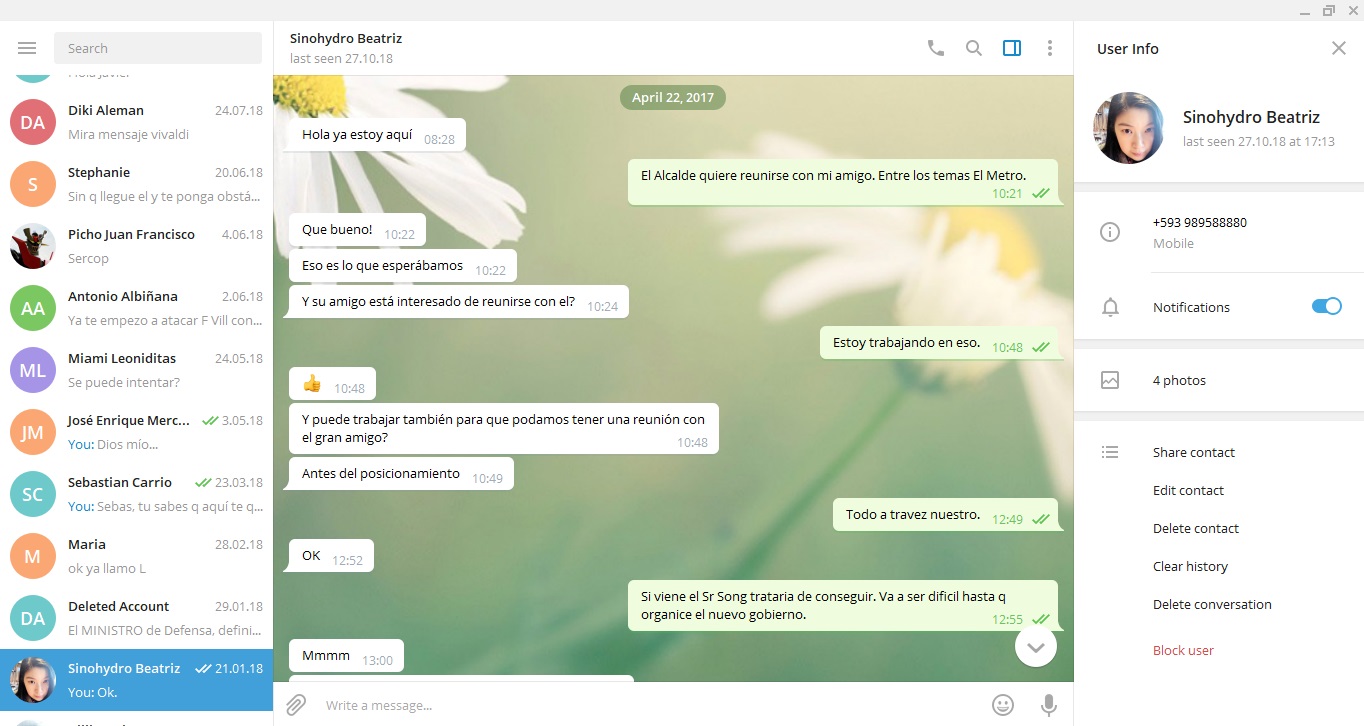 Search
Hola Javier
Diki Aleman 24.07.18
Mira mensaje vivaldi
Stephanie 20.06.18
Sin q llegue el y te ponga obstá...
Picho Juan Francisco 4.06.18
Sercop
Antonio Albiñana 2.06.18
Ya te empezo a atacar F Vill con...
Miami Leoniditas 24.05.18
Se puede intentar?
José Enrique Merc... 3.05.18
You: Dios mío...
Sebastian Carrio 23.03.18
You: Sebas, tu sabes q aquí te q...
Maria 28.02.18
ok ya llamo L
Deleted Account 29.01.18
El MINISTRO de Defensa, defini...
Sinohydro Beatriz 21.01.18
You: Ok.
DA
S
AA
ML
JM
SC
M
DA
Sinohydro Beatriz
last seen 27.10.18
April 22, 2017
Hola ya estoy aquí 08:28
El Alcalde quiere reunirse con mi amigo. Entre los temas El Metro.
10:21
Que bueno! 10:22
Eso es lo que esperábamos 10:22
Y su amigo está interesado de reunirse con el? 10:24
Estoy trabajando en eso. 10:48
👍 10:48
Y puede trabajar también para que podamos tener una reunión con
el gran amigo? 10:48
Antes del posicionamiento 10:49
Todo a travez nuestro. 12:49
OK 12:52
Si viene el Sr Song trataria de conseguir. Va a ser dificil hasta q
organice el nuevo gobierno. 12:55
Mmmm 13:00
Write a message...
User Info
Sinohydro Beatriz
last seen 27.10.18 at 17:13
+593 989588880
Mobile
Notifications
4 photos
Share contact
Edit contact
Delete contact
Clear history
Delete conversation
Block user